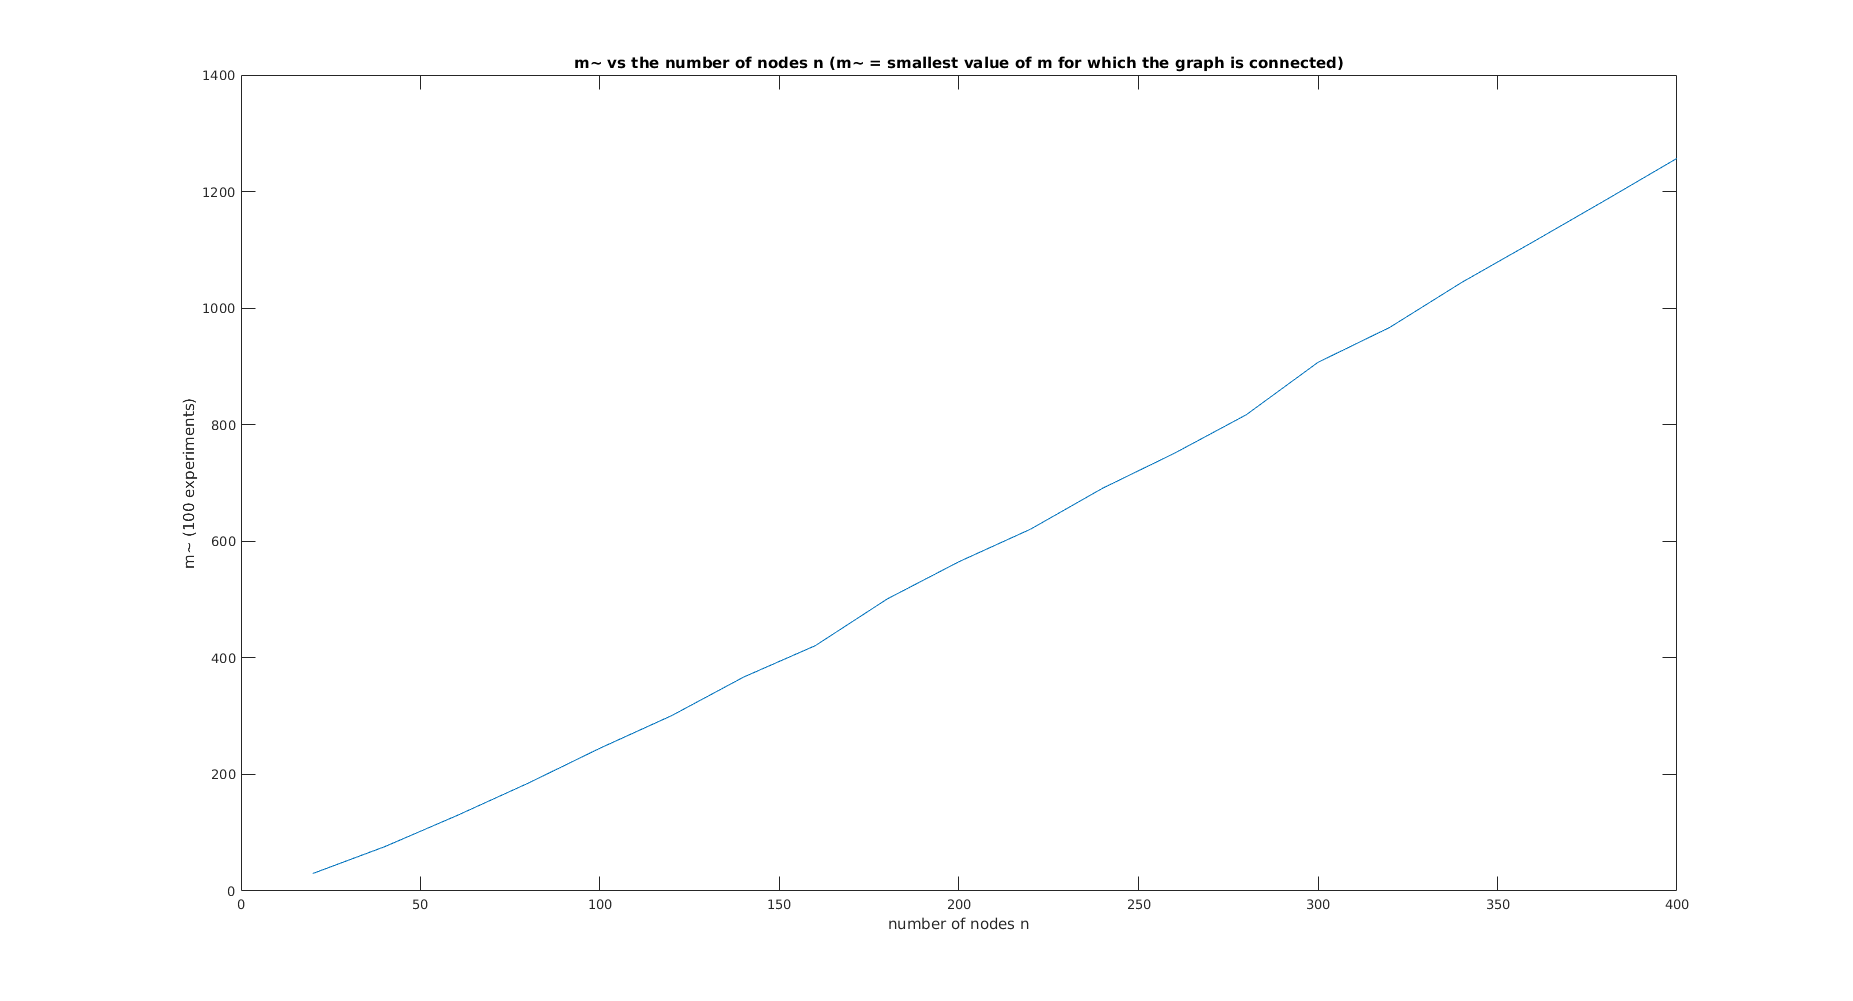 m~ vs the number of nodes n (m~ = smallest value of m for which the graph is connected)
1400
1200
1000
800
600
400
200
0
m~ (100 experiments)
0 50 100 150 200 250 300 350 400
number of nodes n